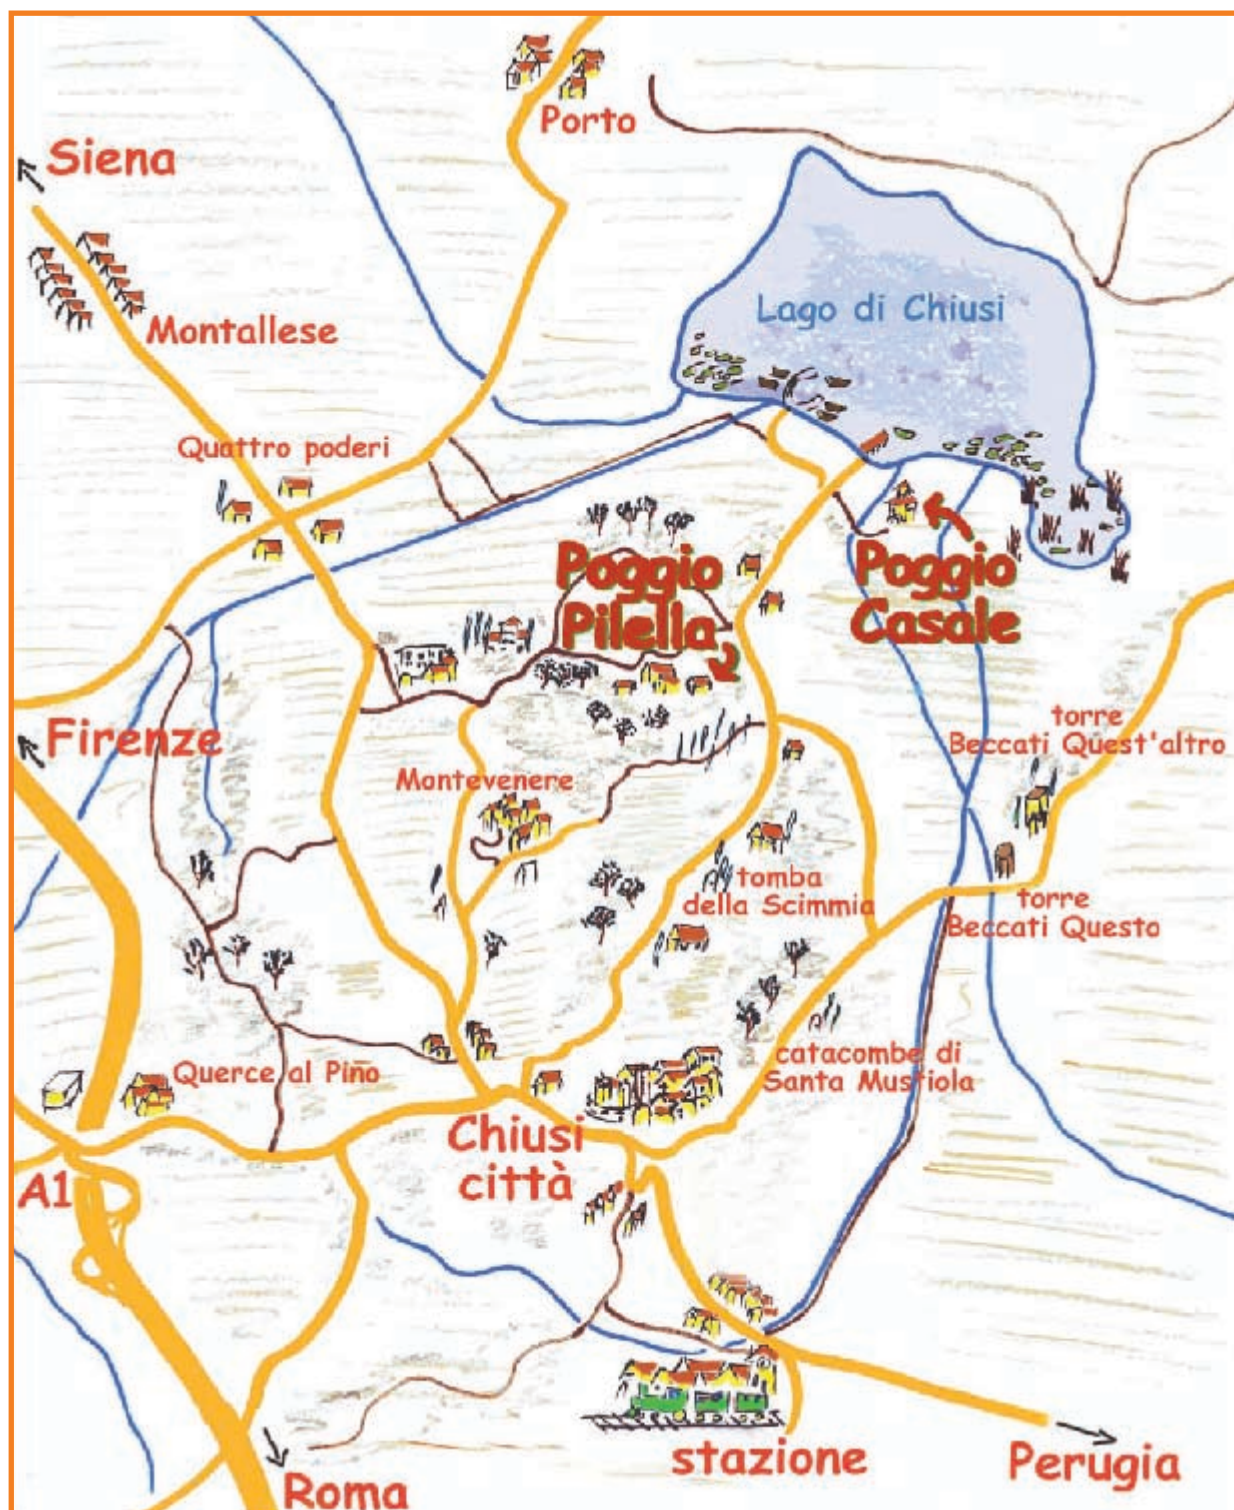 Porto
Siena
Lago di Chiusi
Montallese
Quattro poderi
Poggio
Pilella
Poggio
Casale
Firenze
torre
Beccati Quest'altro
Montevenere
tomba
della Scimmia
torre
Beccati Questo
Querce al Pino
catacombe di
Santa Mustiola
Chiusi
città
A1
stazione
Perugia
Roma